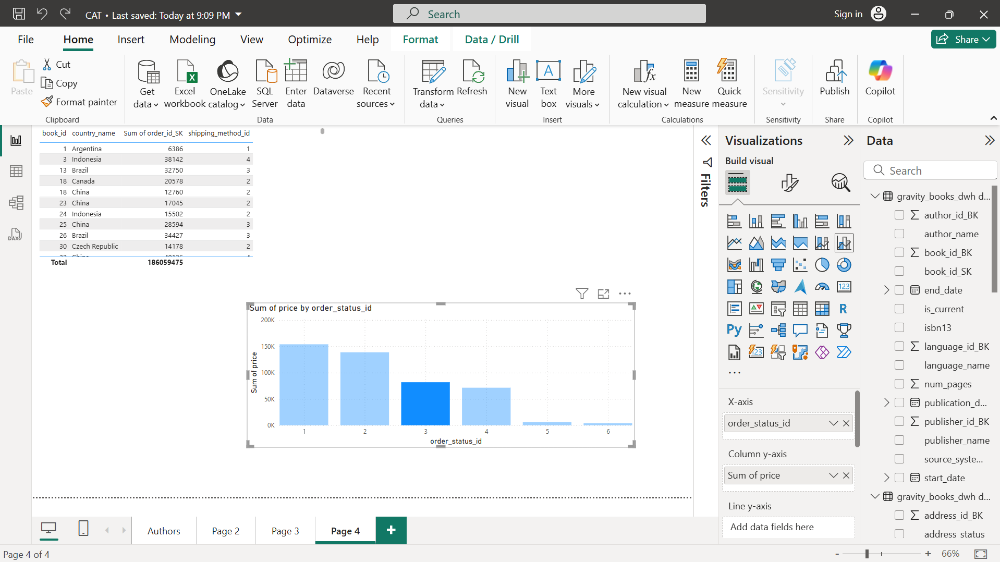 CAT • Last saved: Today at 9:09 PM
Search
Sign in
File
Home
Insert
Modeling
View
Optimize
Help
Format
Data / Drill
Share
Paste
Cut
Copy
Format painter
Clipboard
Get data
Excel workbook
OneLake catalog
SQL Server
Enter data
Dataverse
Recent sources
Data
Transform data
Refresh
Queries
New visual
Text box
More visuals
Insert
New visual calculation
New measure
Quick measure
Calculations
Sensitivity
Sensitivity
Publish
Share
Copilot
Copilot
book_id country_name Sum of order_id_SK shipping_method_id
1 Argentina 6386 1
3 Indonesia 38142 4
13 Brazil 32750 3
18 Canada 20578 2
18 China 12760 2
23 China 17045 2
24 Indonesia 15502 2
25 China 28594 3
26 Brazil 34427 3
30 Czech Republic 14178 2
Total 186059475
Sum of price by order_status_id
Sum of price
200K
150K
100K
50K
0K
1 2 3 4 5 6
order_status_id
Filters
Visualizations
Build visual
123
R
Py
123
X-axis
order_status_id
Column y-axis
Sum of price
Line y-axis
Add data fields here
Data
Search
gravity_books_dwh d...
author_id_BK
author_name
book_id_BK
book_id_SK
end_date
is_current
isbn13
language_id_BK
language_name
num_pages
publication_d...
publisher_id_BK
publisher_name
source_syste...
start_date
gravity_books_dwh d...
address_id_BK
address_status
DAX
Authors
Page 2
Page 3
Page 4
Page 4 of 4
- + 66%